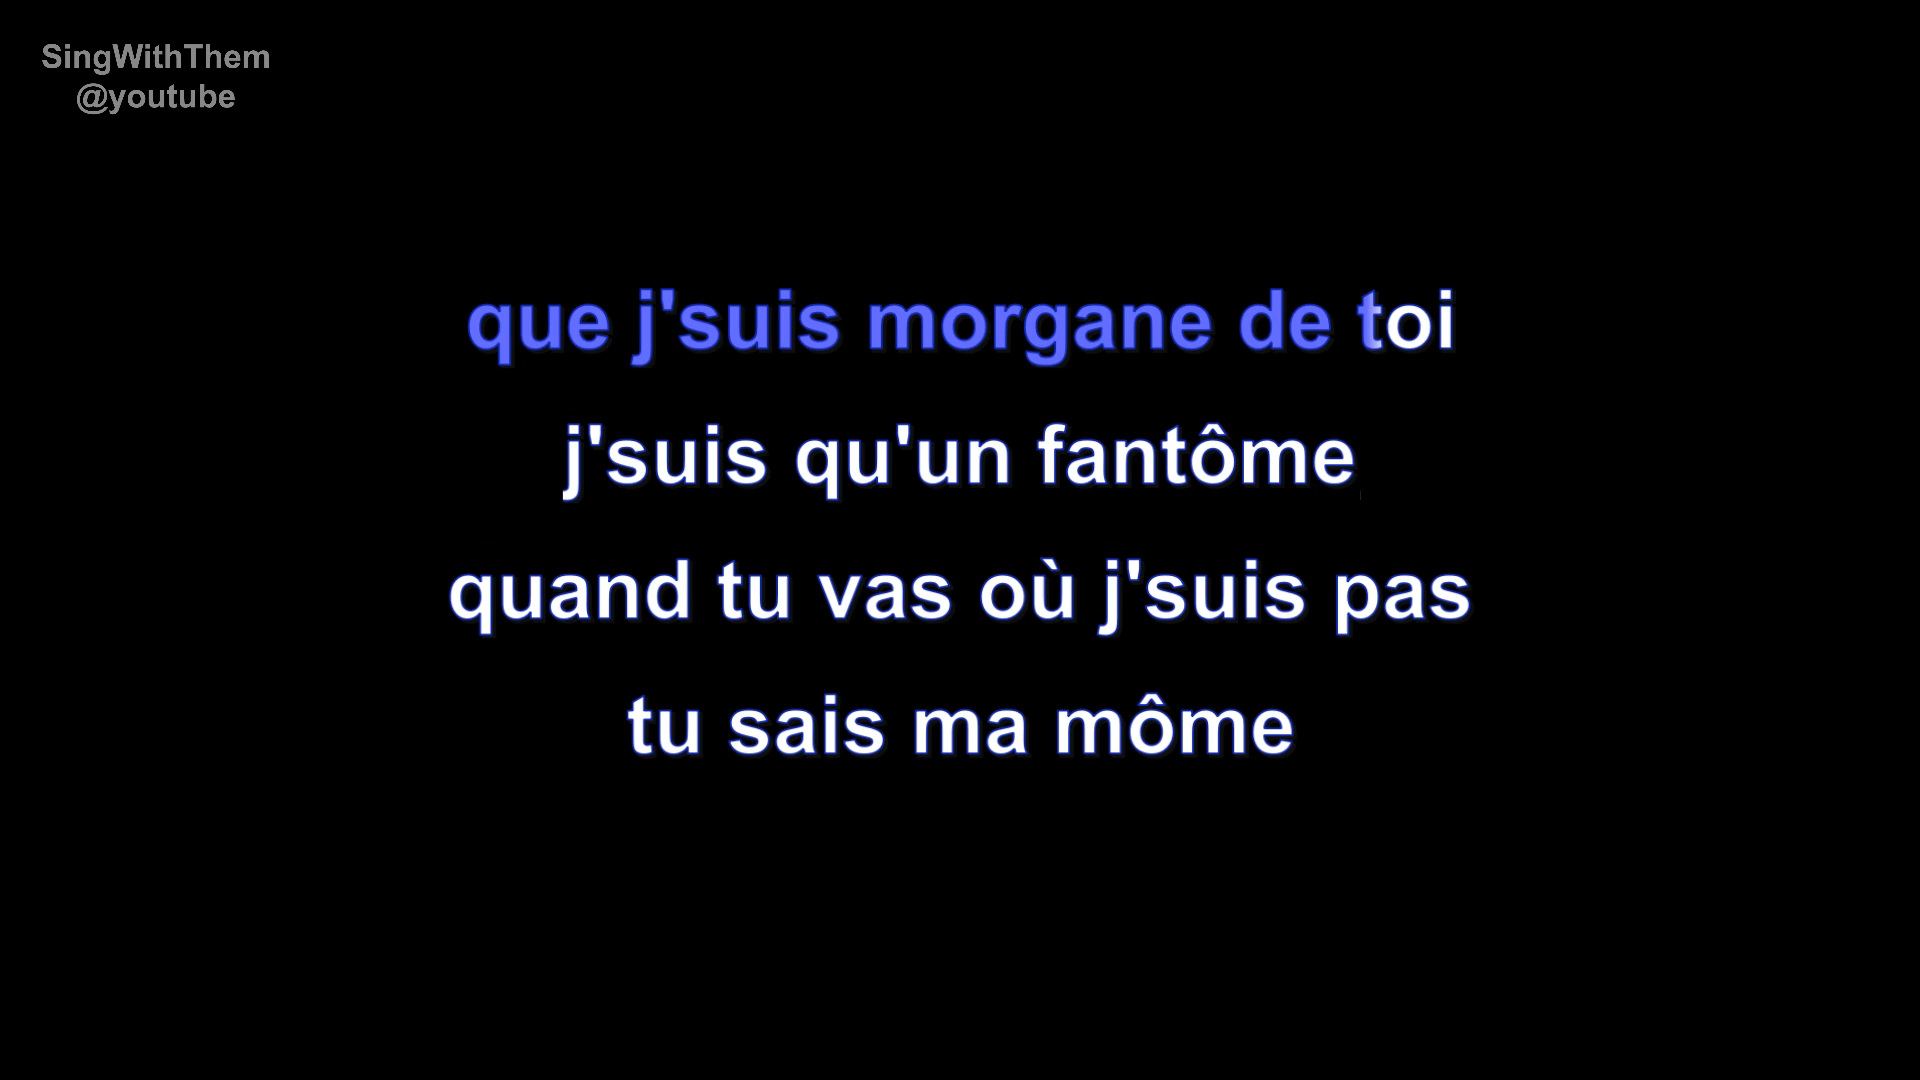 SingWithThem
@youtube
que j'suis morgane de toi
j'suis qu'un fantôme
quand tu vas où j'suis pas
tu sais ma môme